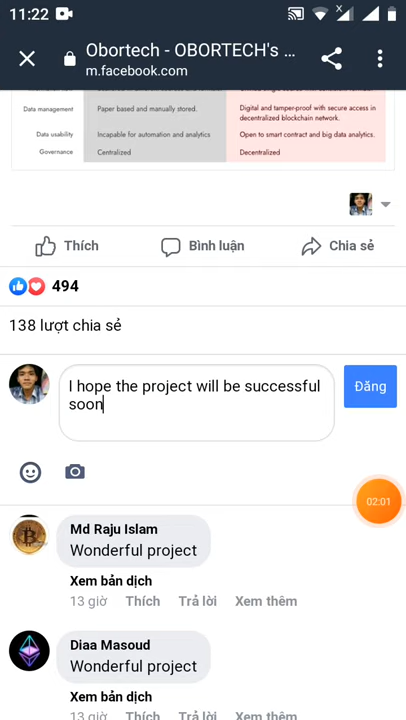 11:22
Obortech - OBORTECH's ...
m.facebook.com
Data management Paper based and manually stored. Digital and tamper-proof with secure access in
decentralized blockchain network.
Data usability Incapable for automation and analytics Open to smart contract and big data analytics.
Governance Centralized Decentralized
Thích Bình luận Chia sẻ
494
138 lượt chia sẻ
I hope the project will be successful
soon
Đăng
02:01
Md Raju Islam
Wonderful project
Xem bản dịch
13 giờ Thích Trả lời Xem thêm
Diaa Masoud
Wonderful project
Xem bản dịch
13 giờ Thích Trả lời Xem thêm